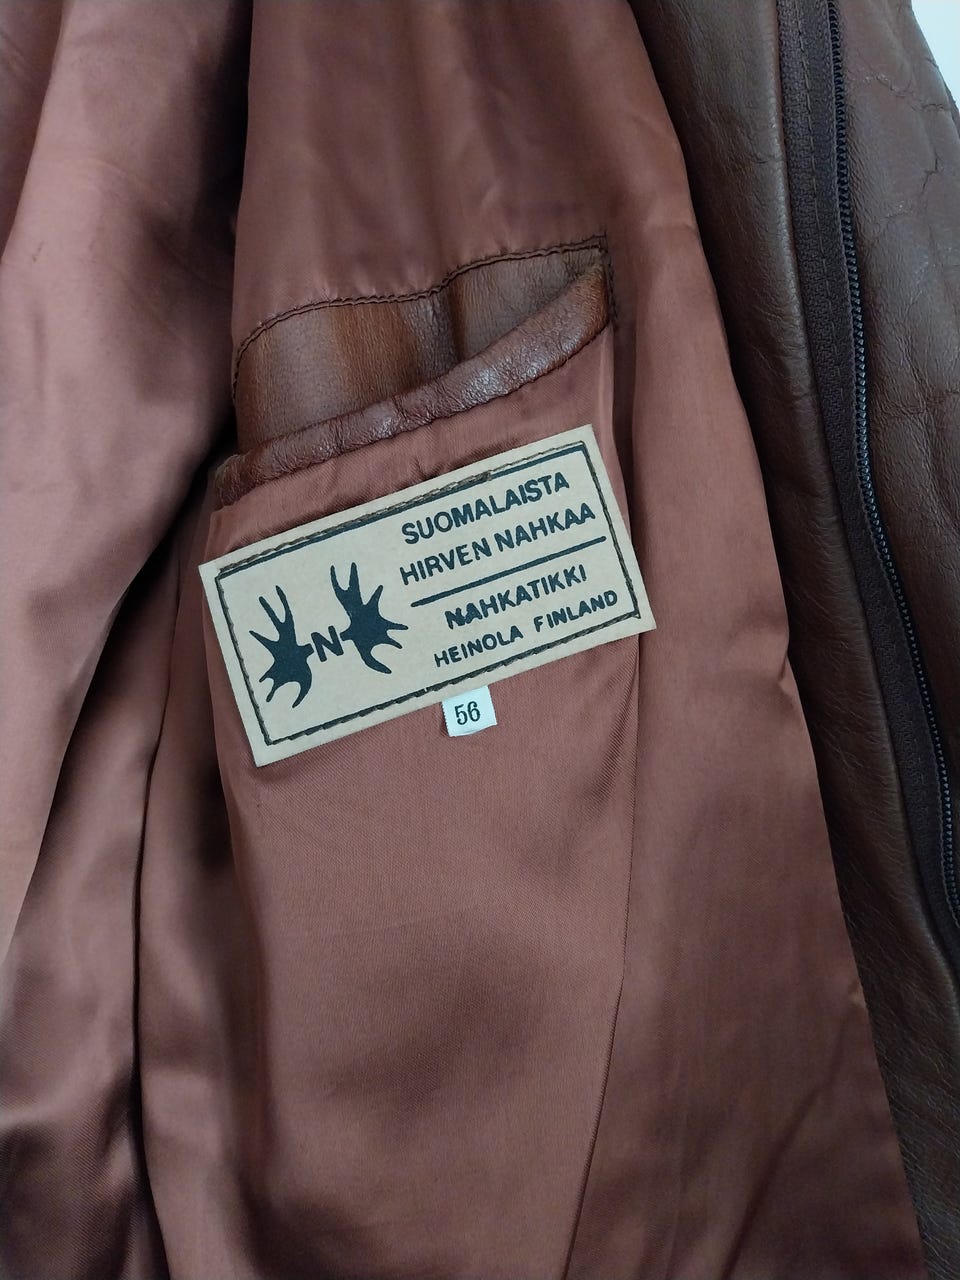 SUOMALAISTA
HIRVEN NAHKAA
NAHKATIKKI
HEINOLA FINLAND
N
56